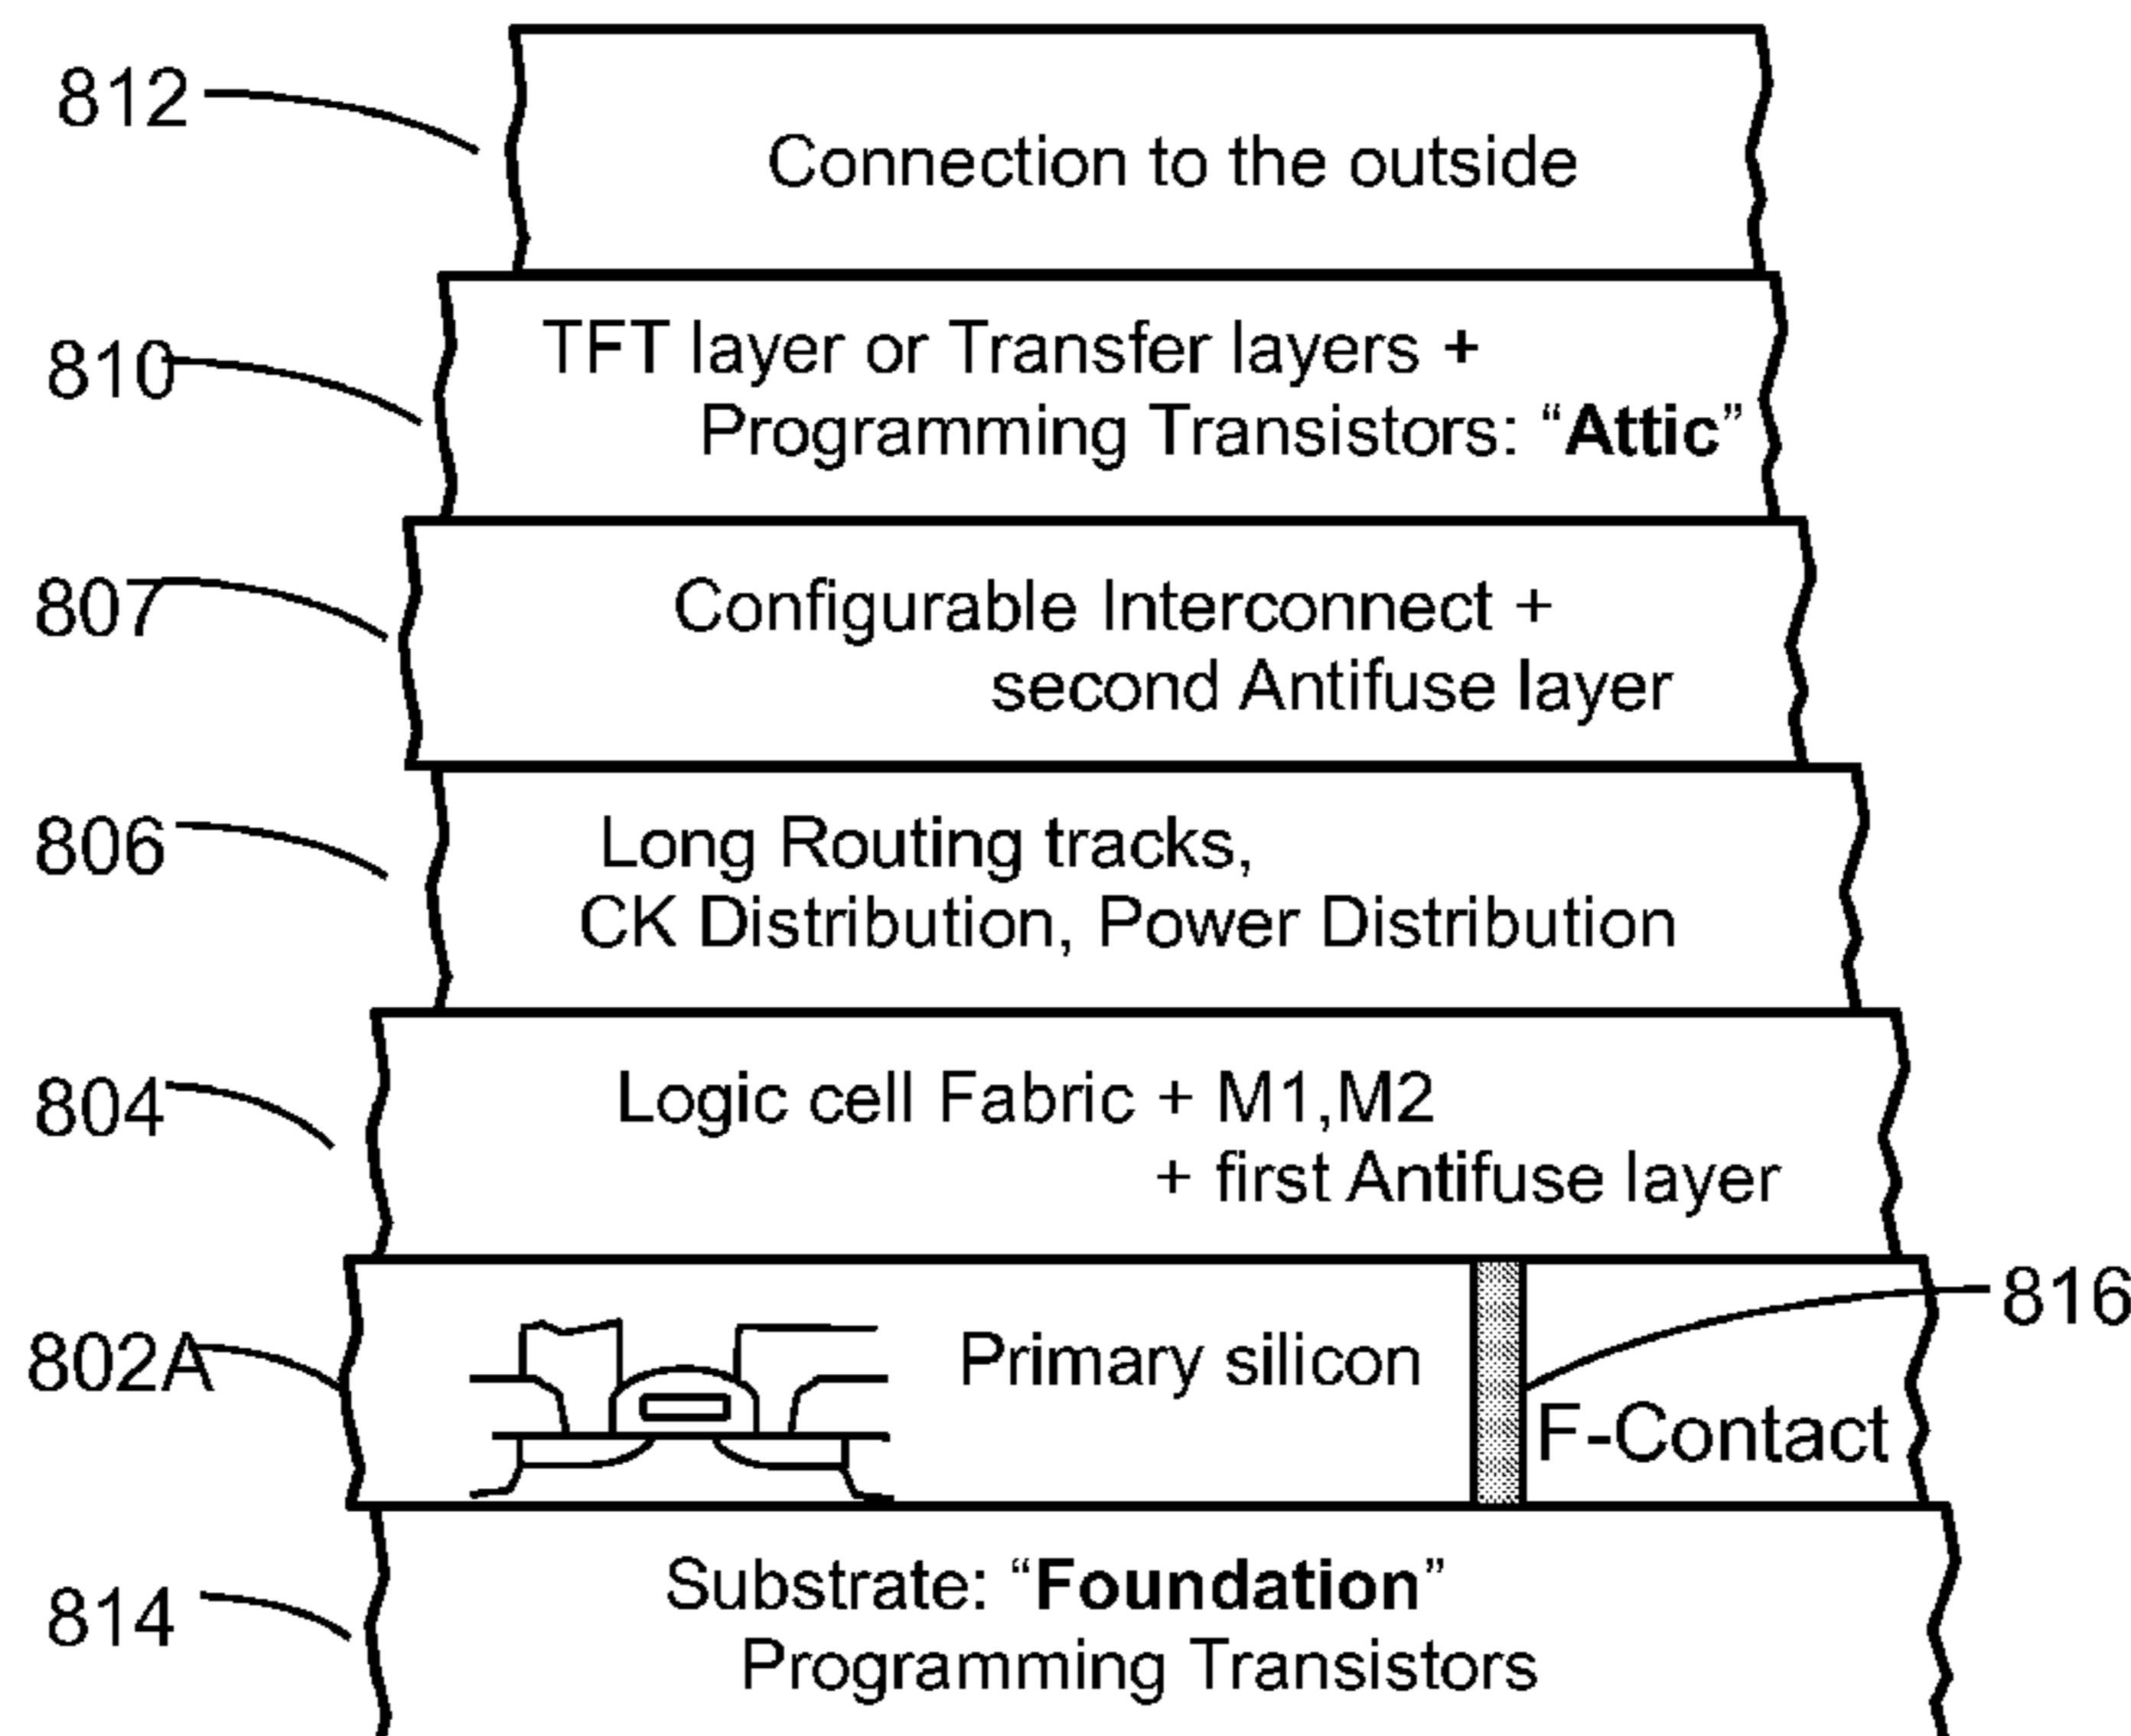 812
Connection to the outside
810
TFT layer or Transfer layers +
Programming Transistors: “Attic”
807
Configurable Interconnect +
second Antifuse layer
806
Long Routing tracks,
CK Distribution, Power Distribution
804
Logic cell Fabric + M1,M2
+ first Antifuse layer
816
802A
Primary silicon
F-Contact
814
Substrate: “Foundation”
Programming Transistors